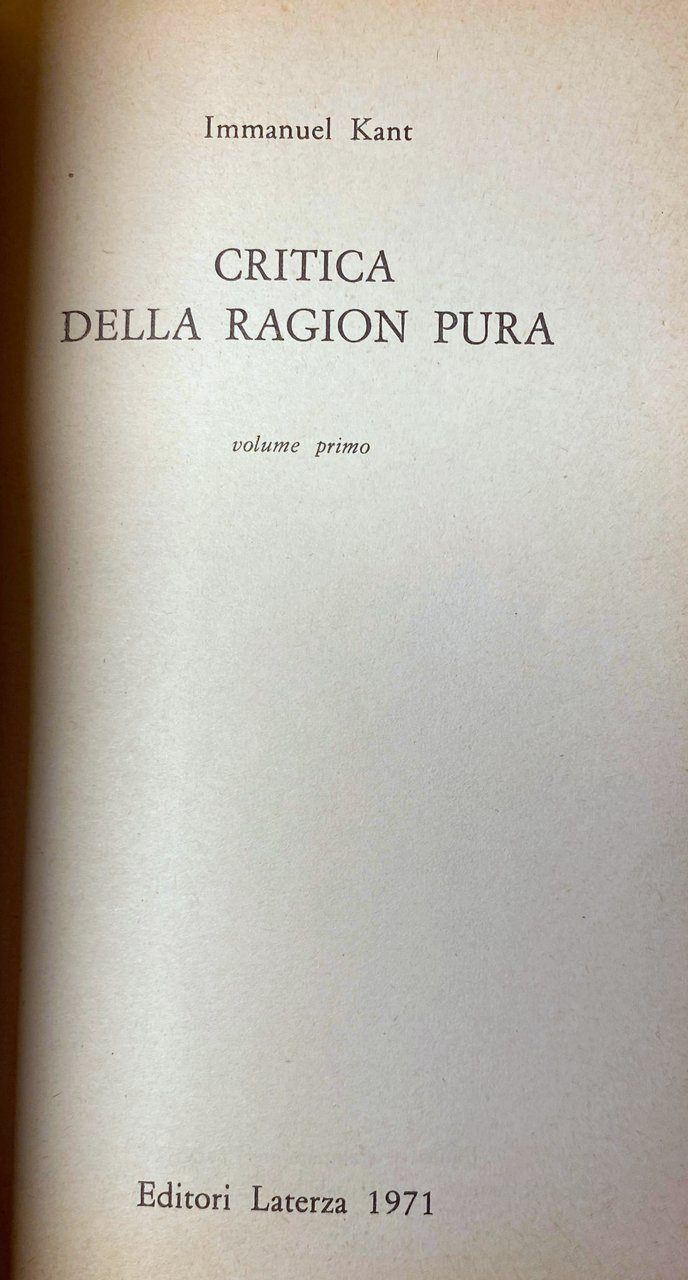 Immanuel Kant
CRITICA
DELLA RAGION PURA
volume primo
Editori Laterza 1971